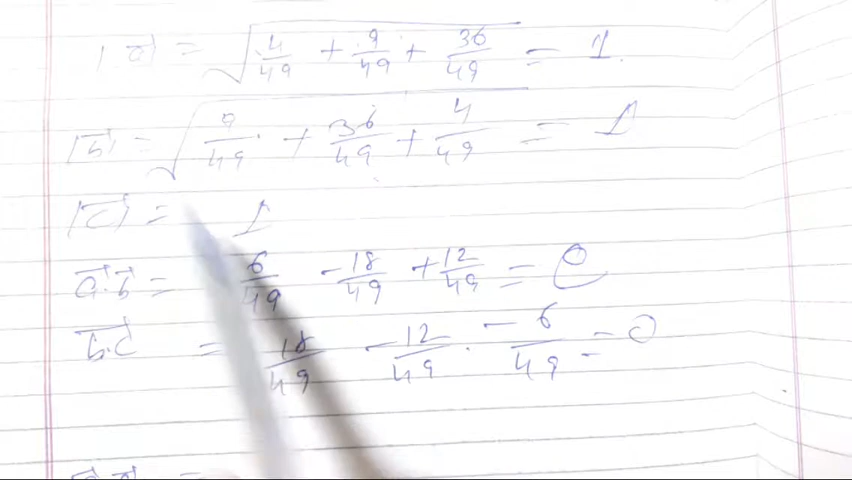 |a⃗| = √(4/49 + 9/49 + 36/49) = 1
|b⃗| = √(9/49 + 36/49 + 4/49) = 1
|c⃗| = 1
a⃗.b⃗ = 6/49 - 18/49 + 12/49 = 0
b.c⃗ = 18/49 - 12/49 - 6/49 = 0